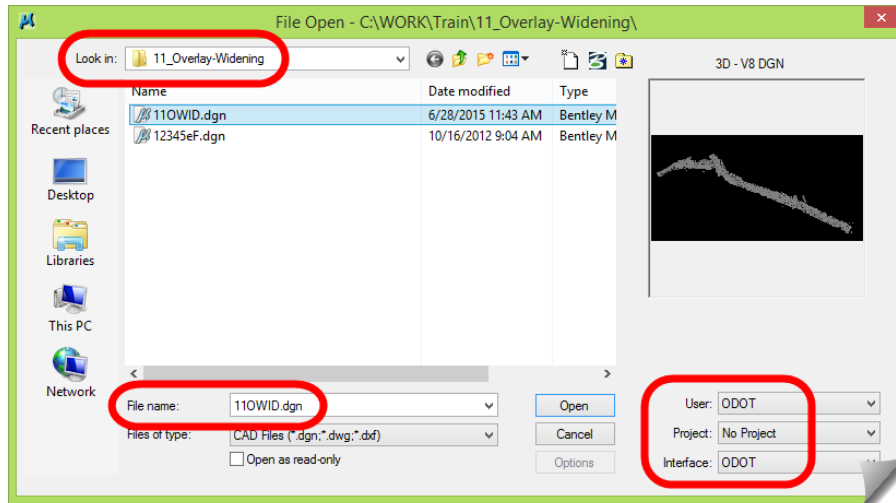 File Open - C:\WORK\Train\11_Overlay-Widening\
Look in: 11_Overlay-Widening
3D - V8 DGN
Name Date modified Type
11OWID.dgn 6/28/2015 11:43 AM Bentley M
12345eF.dgn 10/16/2012 9:04 AM Bentley M
Recent places
Desktop
Libraries
This PC
Network
File name: 11OWID.dgn Open
Files of type: CAD Files (*.dgn;*.dwg;*.dxf) Cancel
Open as read-only Options
User: ODOT
Project: No Project
Interface: ODOT